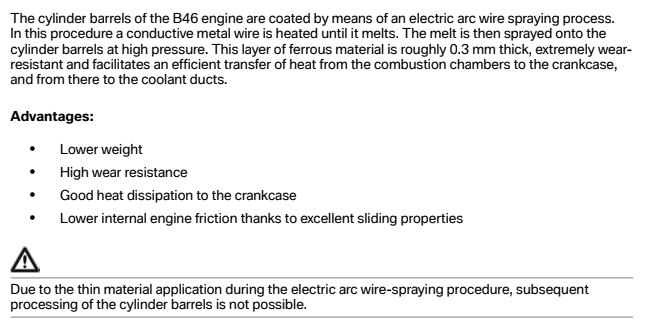 The cylinder barrels of the B46 engine are coated by means of an electric arc wire spraying process.
In this procedure a conductive metal wire is heated until it melts. The melt is then sprayed onto the
cylinder barrels at high pressure. This layer of ferrous material is roughly 0.3 mm thick, extremely wear-
resistant and facilitates an efficient transfer of heat from the combustion chambers to the crankcase,
and from there to the coolant ducts.
Advantages:
• Lower weight
• High wear resistance
• Good heat dissipation to the crankcase
• Lower internal engine friction thanks to excellent sliding properties
Due to the thin material application during the electric arc wire-spraying procedure, subsequent
processing of the cylinder barrels is not possible.